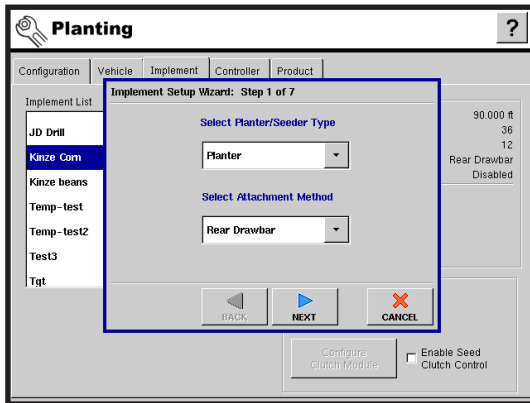 Planting
?
Configuration Vehicle Implement Controller Product
Implement List
JD Drill
Kinze Corn
Kinze beans
Temp-test
Temp-test2
Test3
Tgt
90.000 ft
36
12
Rear Drawbar
Disabled
Implement Setup Wizard: Step 1 of 7
Select Planter/Seeder Type
Planter
Select Attachment Method
Rear Drawbar
BACK NEXT CANCEL
Configure
Clutch Module
Enable Seed
Clutch Control